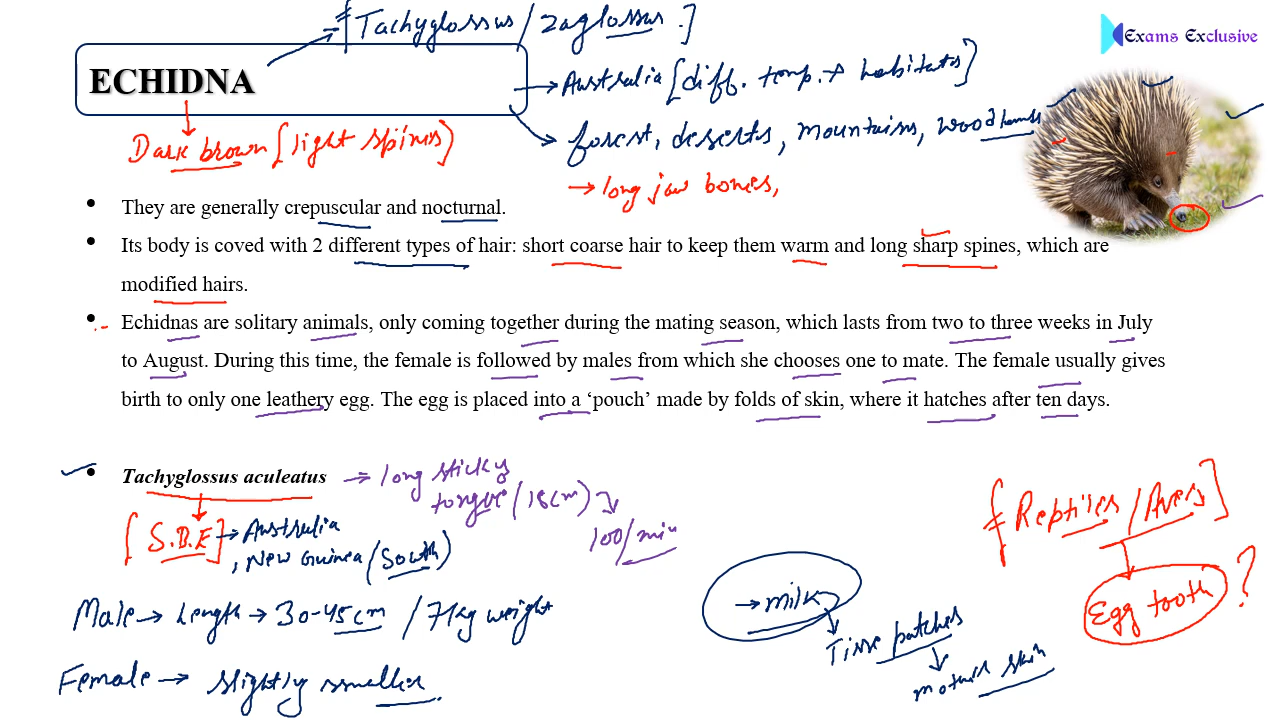 Tachyglossus / Zaglossus
Exams Exclusive
ECHIDNA
→ Australia [diff. temp. → habitats]
Dark brown [light spines]
forest, deserts, mountains, woodlands
→ long jaw bones,
• They are generally crepuscular and nocturnal.
• Its body is coved with 2 different types of hair: short coarse hair to keep them warm and long sharp spines, which are
modified hairs.
• Echidnas are solitary animals, only coming together during the mating season, which lasts from two to three weeks in July
to August. During this time, the female is followed by males from which she chooses one to mate. The female usually gives
birth to only one leathery egg. The egg is placed into a ‘pouch’ made by folds of skin, where it hatches after ten days.
• Tachyglossus aculeatus → long sticky
tongue / (18cm)
100/min
[S.B.E] → Australia
, New Guinea / (South)
[Reptiles / Aves]
Egg tooth ?
Male → Length → 30-45cm / 7kg weight
→ milk
Tissue patches
mother skin
Female → slightly smaller